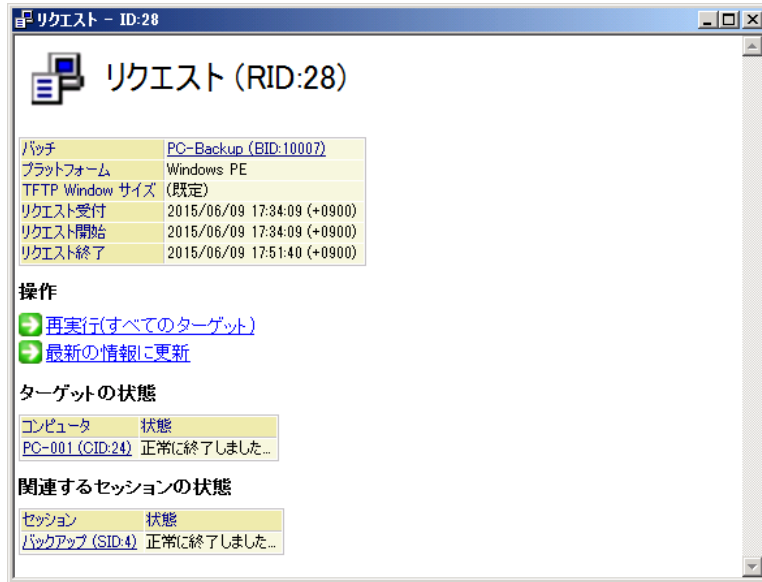 リクエスト - ID:28
リクエスト (RID:28)
バッチ PC-Backup (BID:10007)
プラットフォーム Windows PE
TFTP Window サイズ (既定)
リクエスト受付 2015/06/09 17:34:09 (+0900)
リクエスト開始 2015/06/09 17:34:09 (+0900)
リクエスト終了 2015/06/09 17:51:40 (+0900)
操作
再実行(すべてのターゲット)
最新の情報に更新
ターゲットの状態
コンピュータ 状態
PC-001 (CID:24) 正常に終了しました...
関連するセッションの状態
セッション 状態
バックアップ (SID:4) 正常に終了しました...